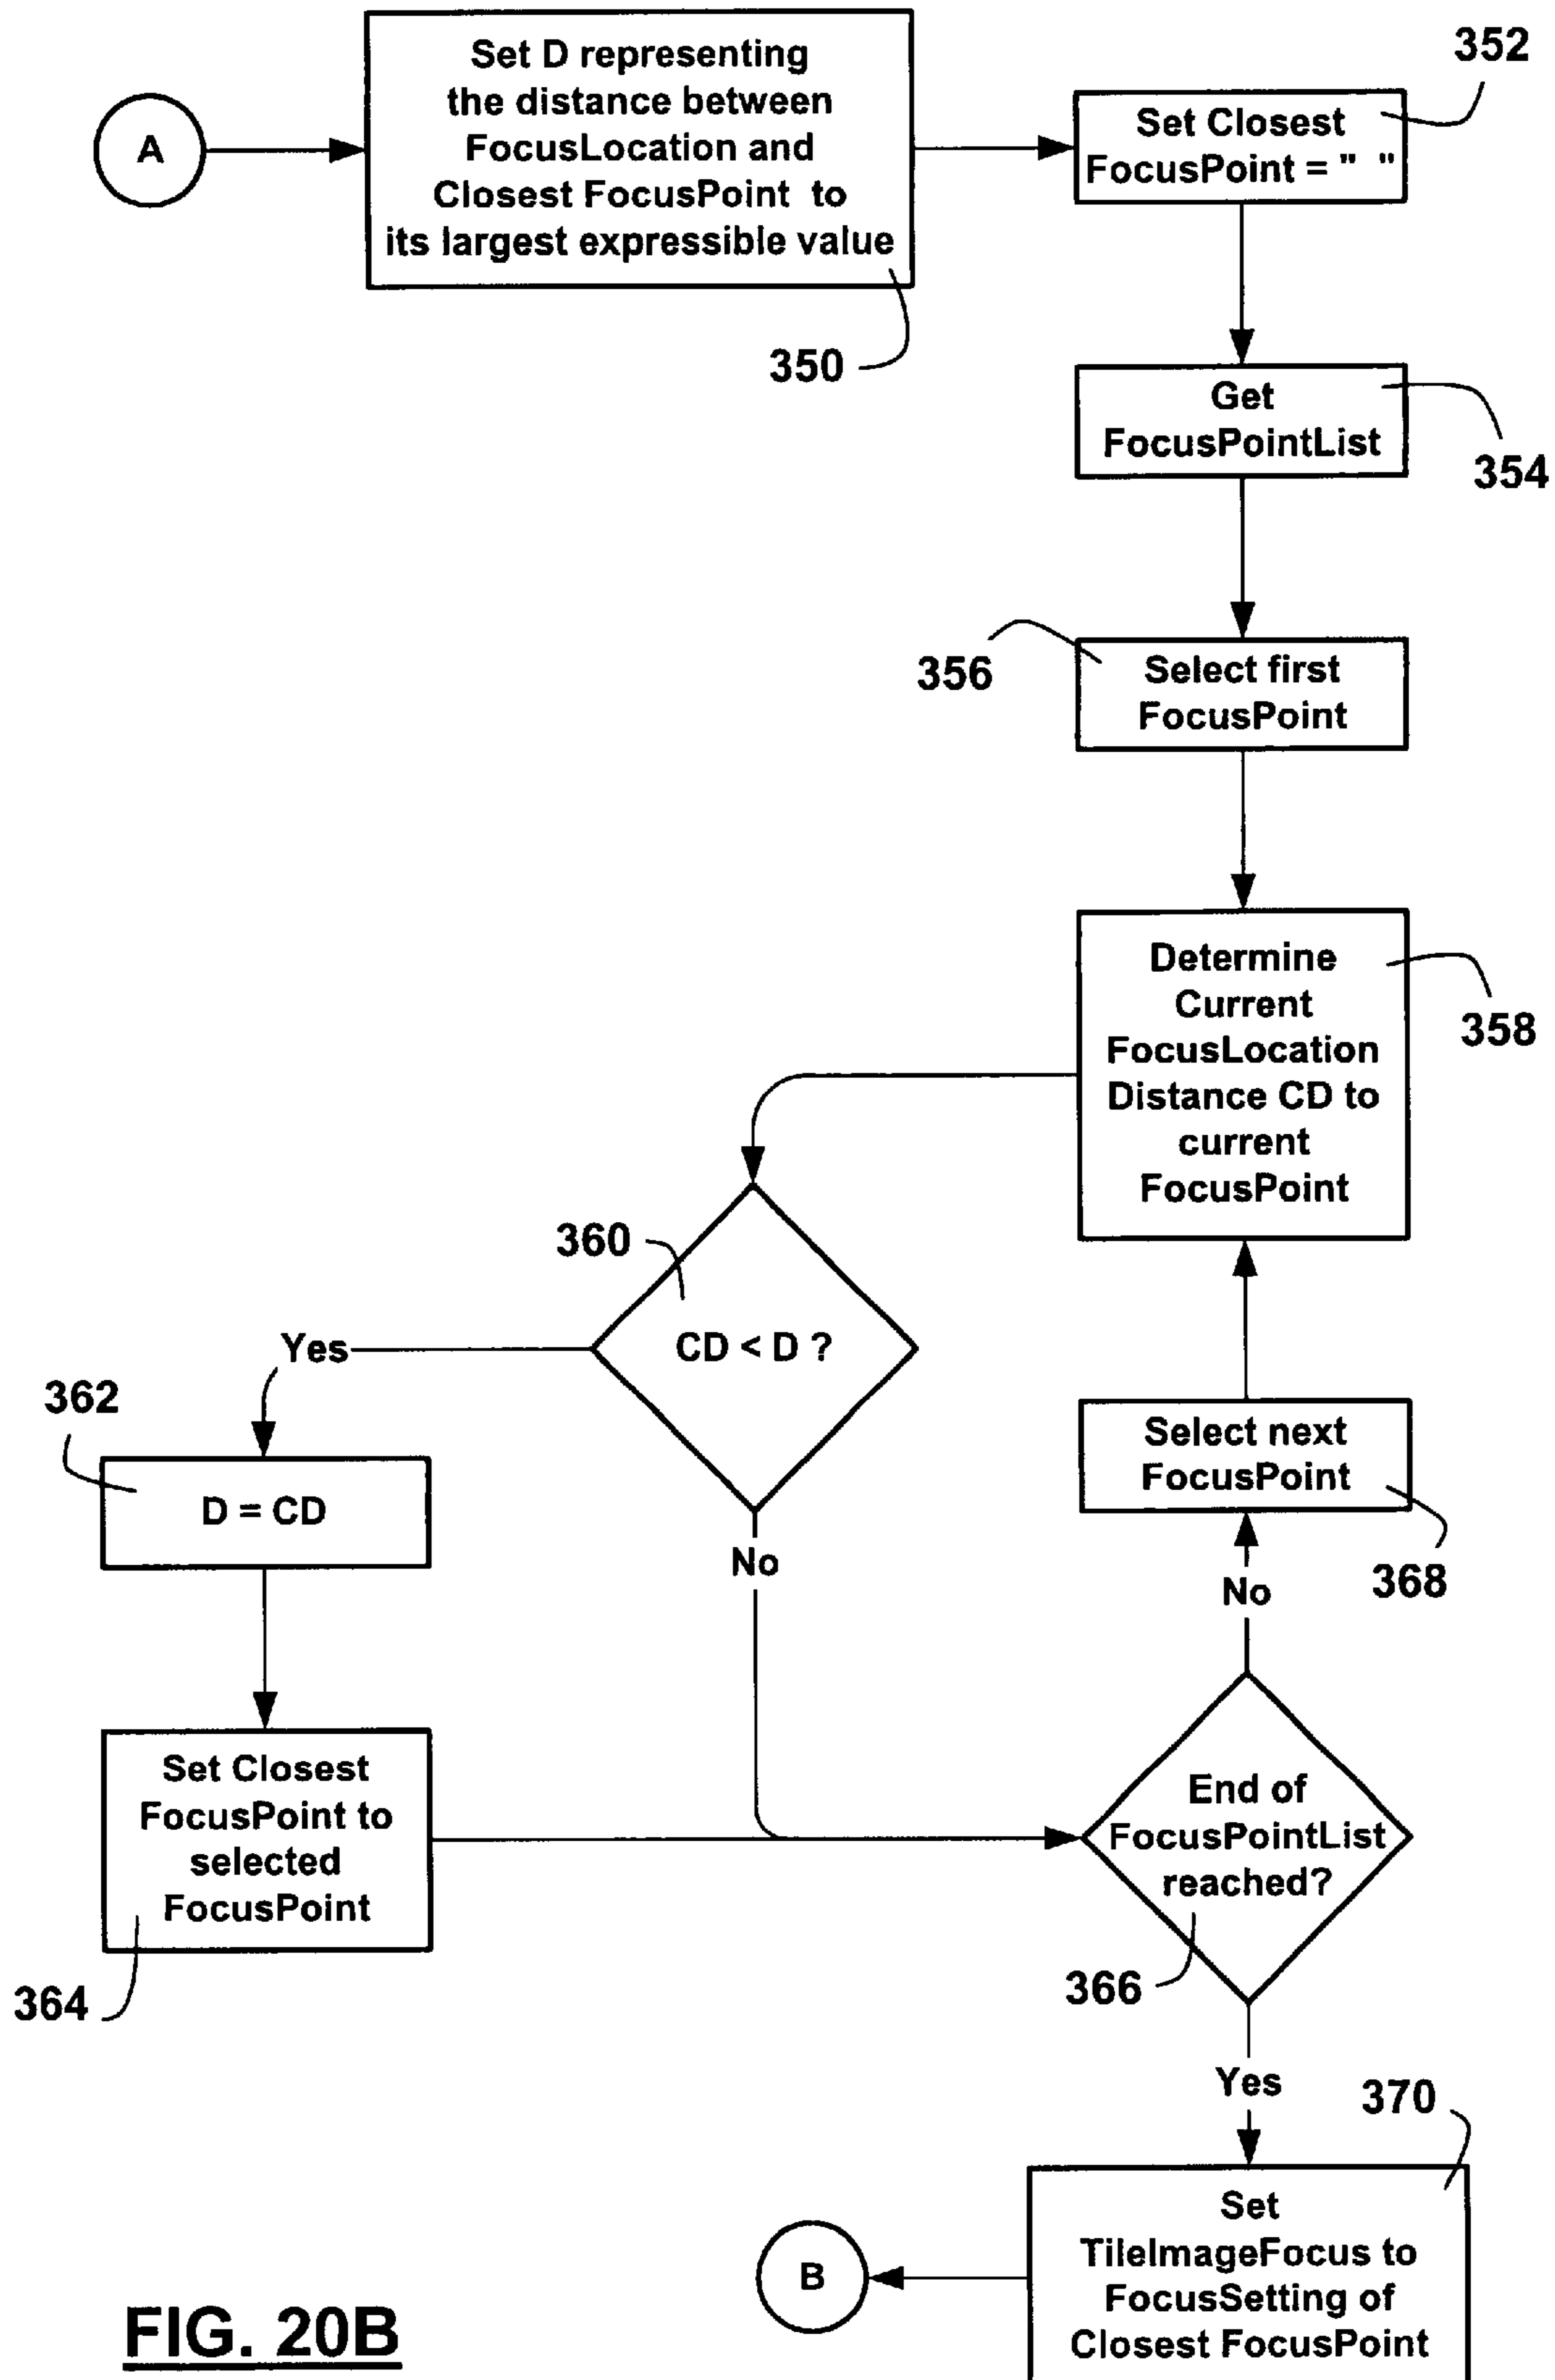 A
Set D representing
the distance between
FocusLocation and
Closest FocusPoint to
its largest expressible value
350
352
Set Closest
FocusPoint = " "
Get
FocusPointList
354
356
Select first
FocusPoint
Determine
Current
FocusLocation
Distance CD to
current
FocusPoint
358
360
CD < D ?
Yes
362
D = CD
No
Select next
FocusPoint
368
No
Set Closest
FocusPoint to
selected
FocusPoint
364
End of
FocusPointList
reached?
366
Yes
370
Set
TileImageFocus to
FocusSetting of
Closest FocusPoint
B
FIG. 20B